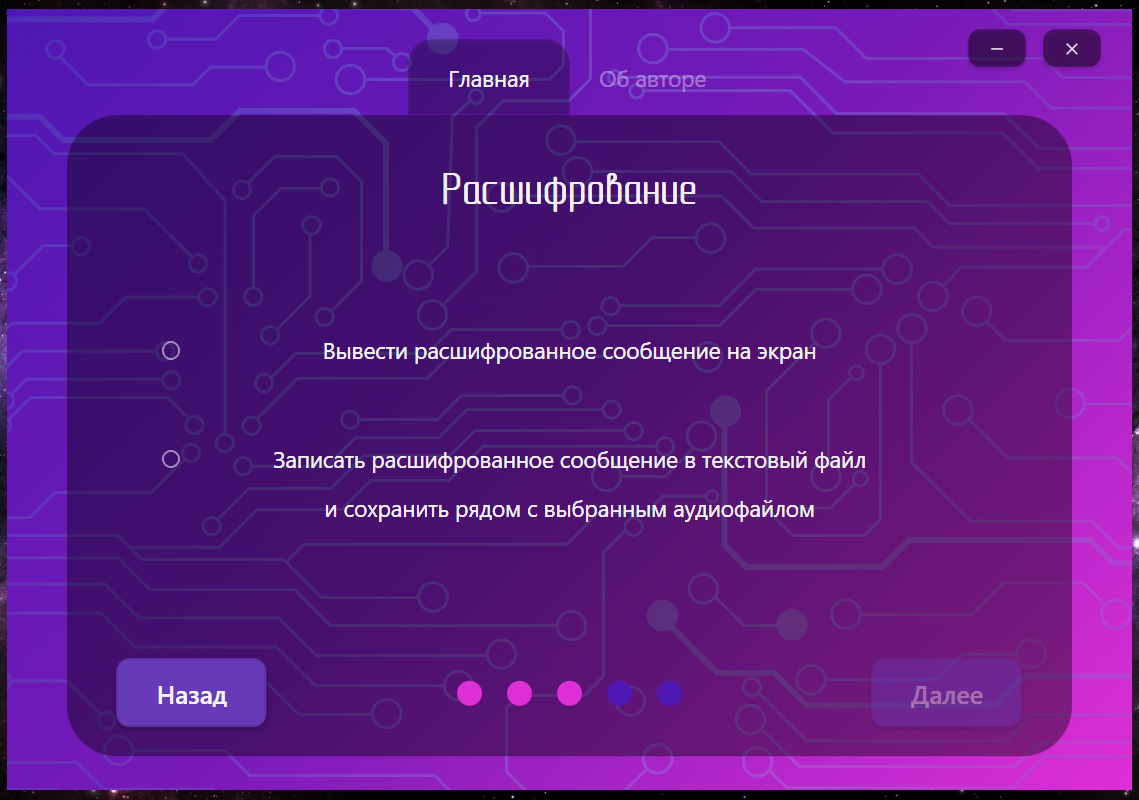 Главная
Об авторе
Расшифрование
Вывести расшифрованное сообщение на экран
Записать расшифрованное сообщение в текстовый файл
и сохранить рядом с выбранным аудиофайлом
Назад
Далее